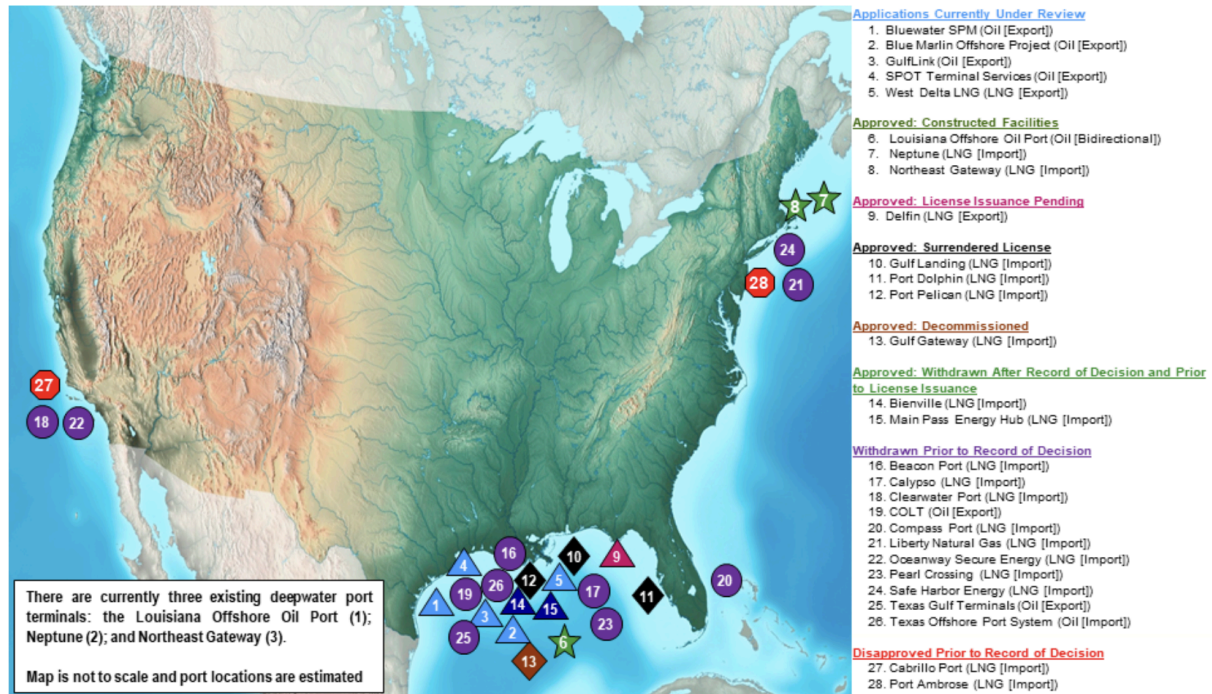 Applications Currently Under Review
1. Bluewater SPM (Oil [Export])
2. Blue Marlin Offshore Project (Oil [Export])
3. GulfLink (Oil [Export])
4. SPOT Terminal Services (Oil [Export])
5. West Delta LNG (LNG [Export])
Approved: Constructed Facilities
6. Louisiana Offshore Oil Port (Oil [Bidirectional])
7. Neptune (LNG [Import])
8. Northeast Gateway (LNG [Import])
Approved: License Issuance Pending
9. Delfin (LNG [Export])
Approved: Surrendered License
10. Gulf Landing (LNG [Import])
11. Port Dolphin (LNG [Import])
12. Port Pelican (LNG [Import])
Approved: Decommissioned
13. Gulf Gateway (LNG [Import])
Approved: Withdrawn After Record of Decision and Prior
to License Issuance
14. Bienville (LNG [Import])
15. Main Pass Energy Hub (LNG [Import])
Withdrawn Prior to Record of Decision
16. Beacon Port (LNG [Import])
17. Calypso (LNG [Import])
18. Clearwater Port (LNG [Import])
19. COLT (Oil [Export])
20. Compass Port (LNG [Import])
21. Liberty Natural Gas (LNG [Import])
22. Oceanway Secure Energy (LNG [Import])
23. Pearl Crossing (LNG [Import])
24. Safe Harbor Energy (LNG [Import])
25. Texas Gulf Terminals (Oil [Export])
26. Texas Offshore Port System (Oil [Import])
Disapproved Prior to Record of Decision
27. Cabrillo Port (LNG [Import])
28. Port Ambrose (LNG [Import])
8
7
24
28
21
27
18
22
16
10
9
4
12
5
20
26
17
19
11
14
15
1
3
23
2
25
6
13
There are currently three existing deepwater port
terminals: the Louisiana Offshore Oil Port (1);
Neptune (2); and Northeast Gateway (3).
Map is not to scale and port locations are estimated